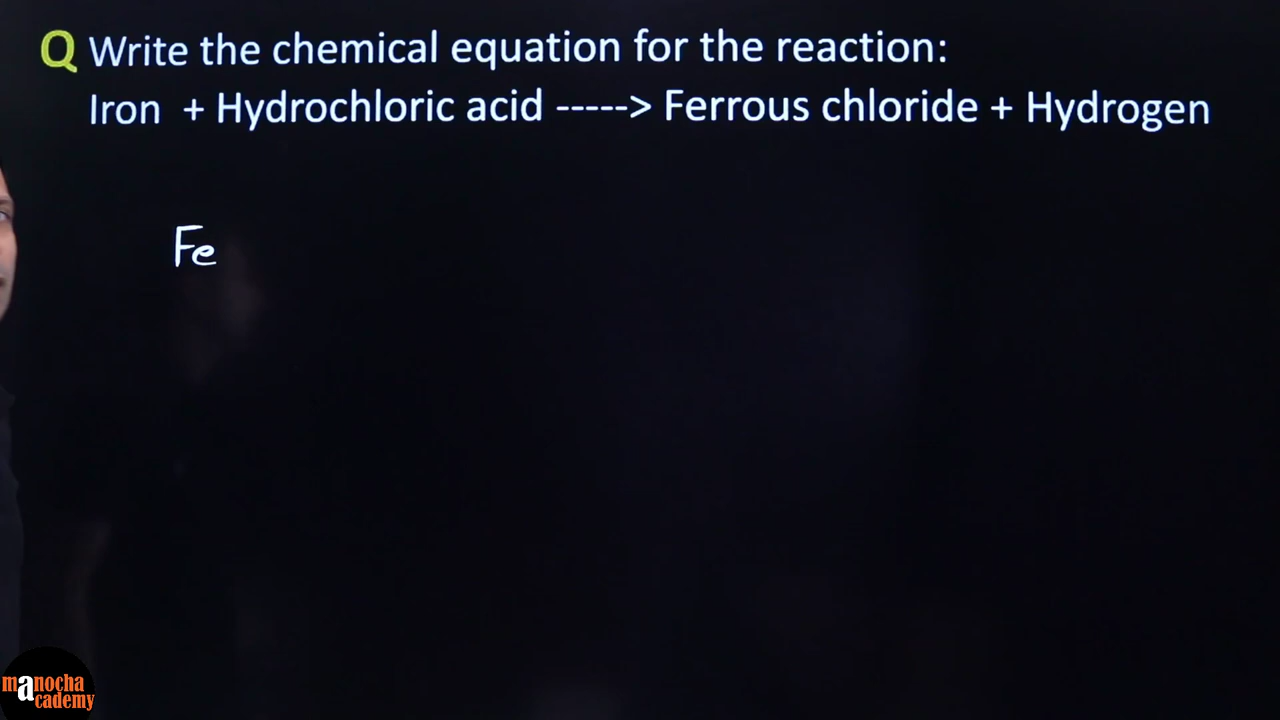 Q Write the chemical equation for the reaction:
Iron + Hydrochloric acid -----> Ferrous chloride + Hydrogen
Fe
manocha
academy